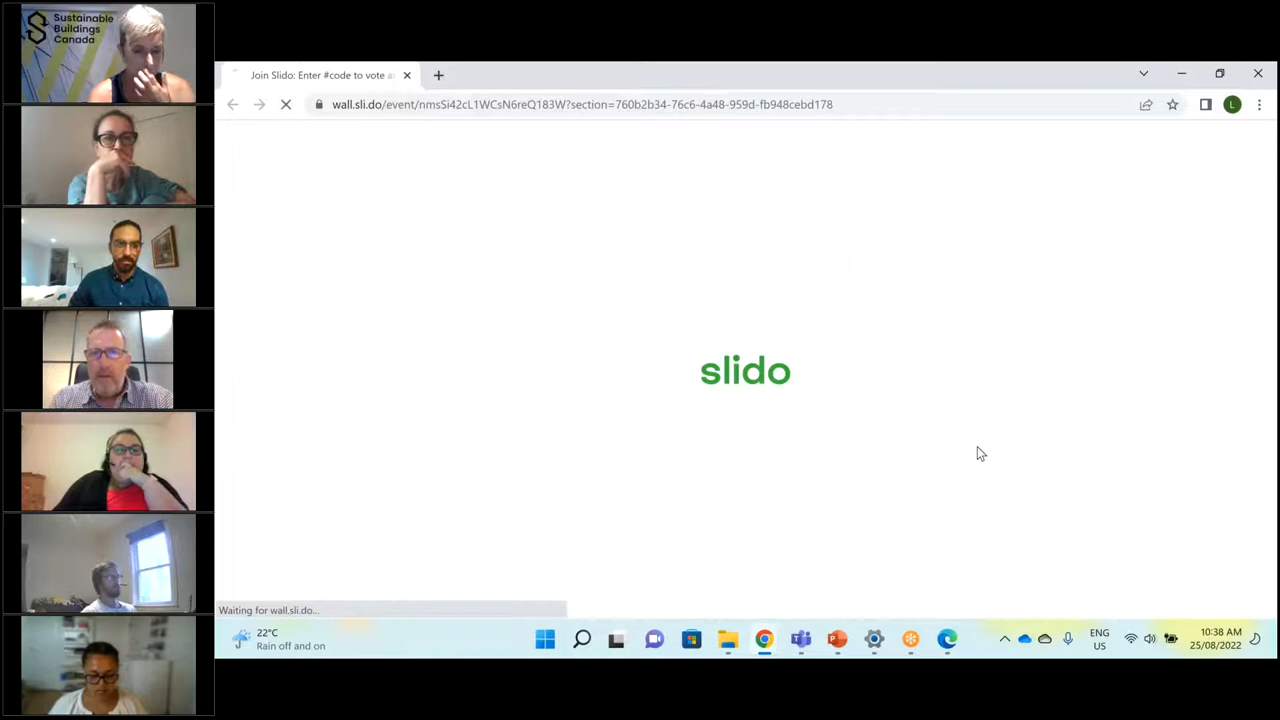 Sustainable
Buildings
Canada
Join Slido: Enter #code to vote a
wall.sli.do/event/nmsSi42cL1WCsN6reQ183W?section=760b2b34-76c6-4a48-959d-fb948cebd178
L
slido
Waiting for wall.sli.do...
22°C
Rain off and on
ENG
US
10:38 AM
25/08/2022